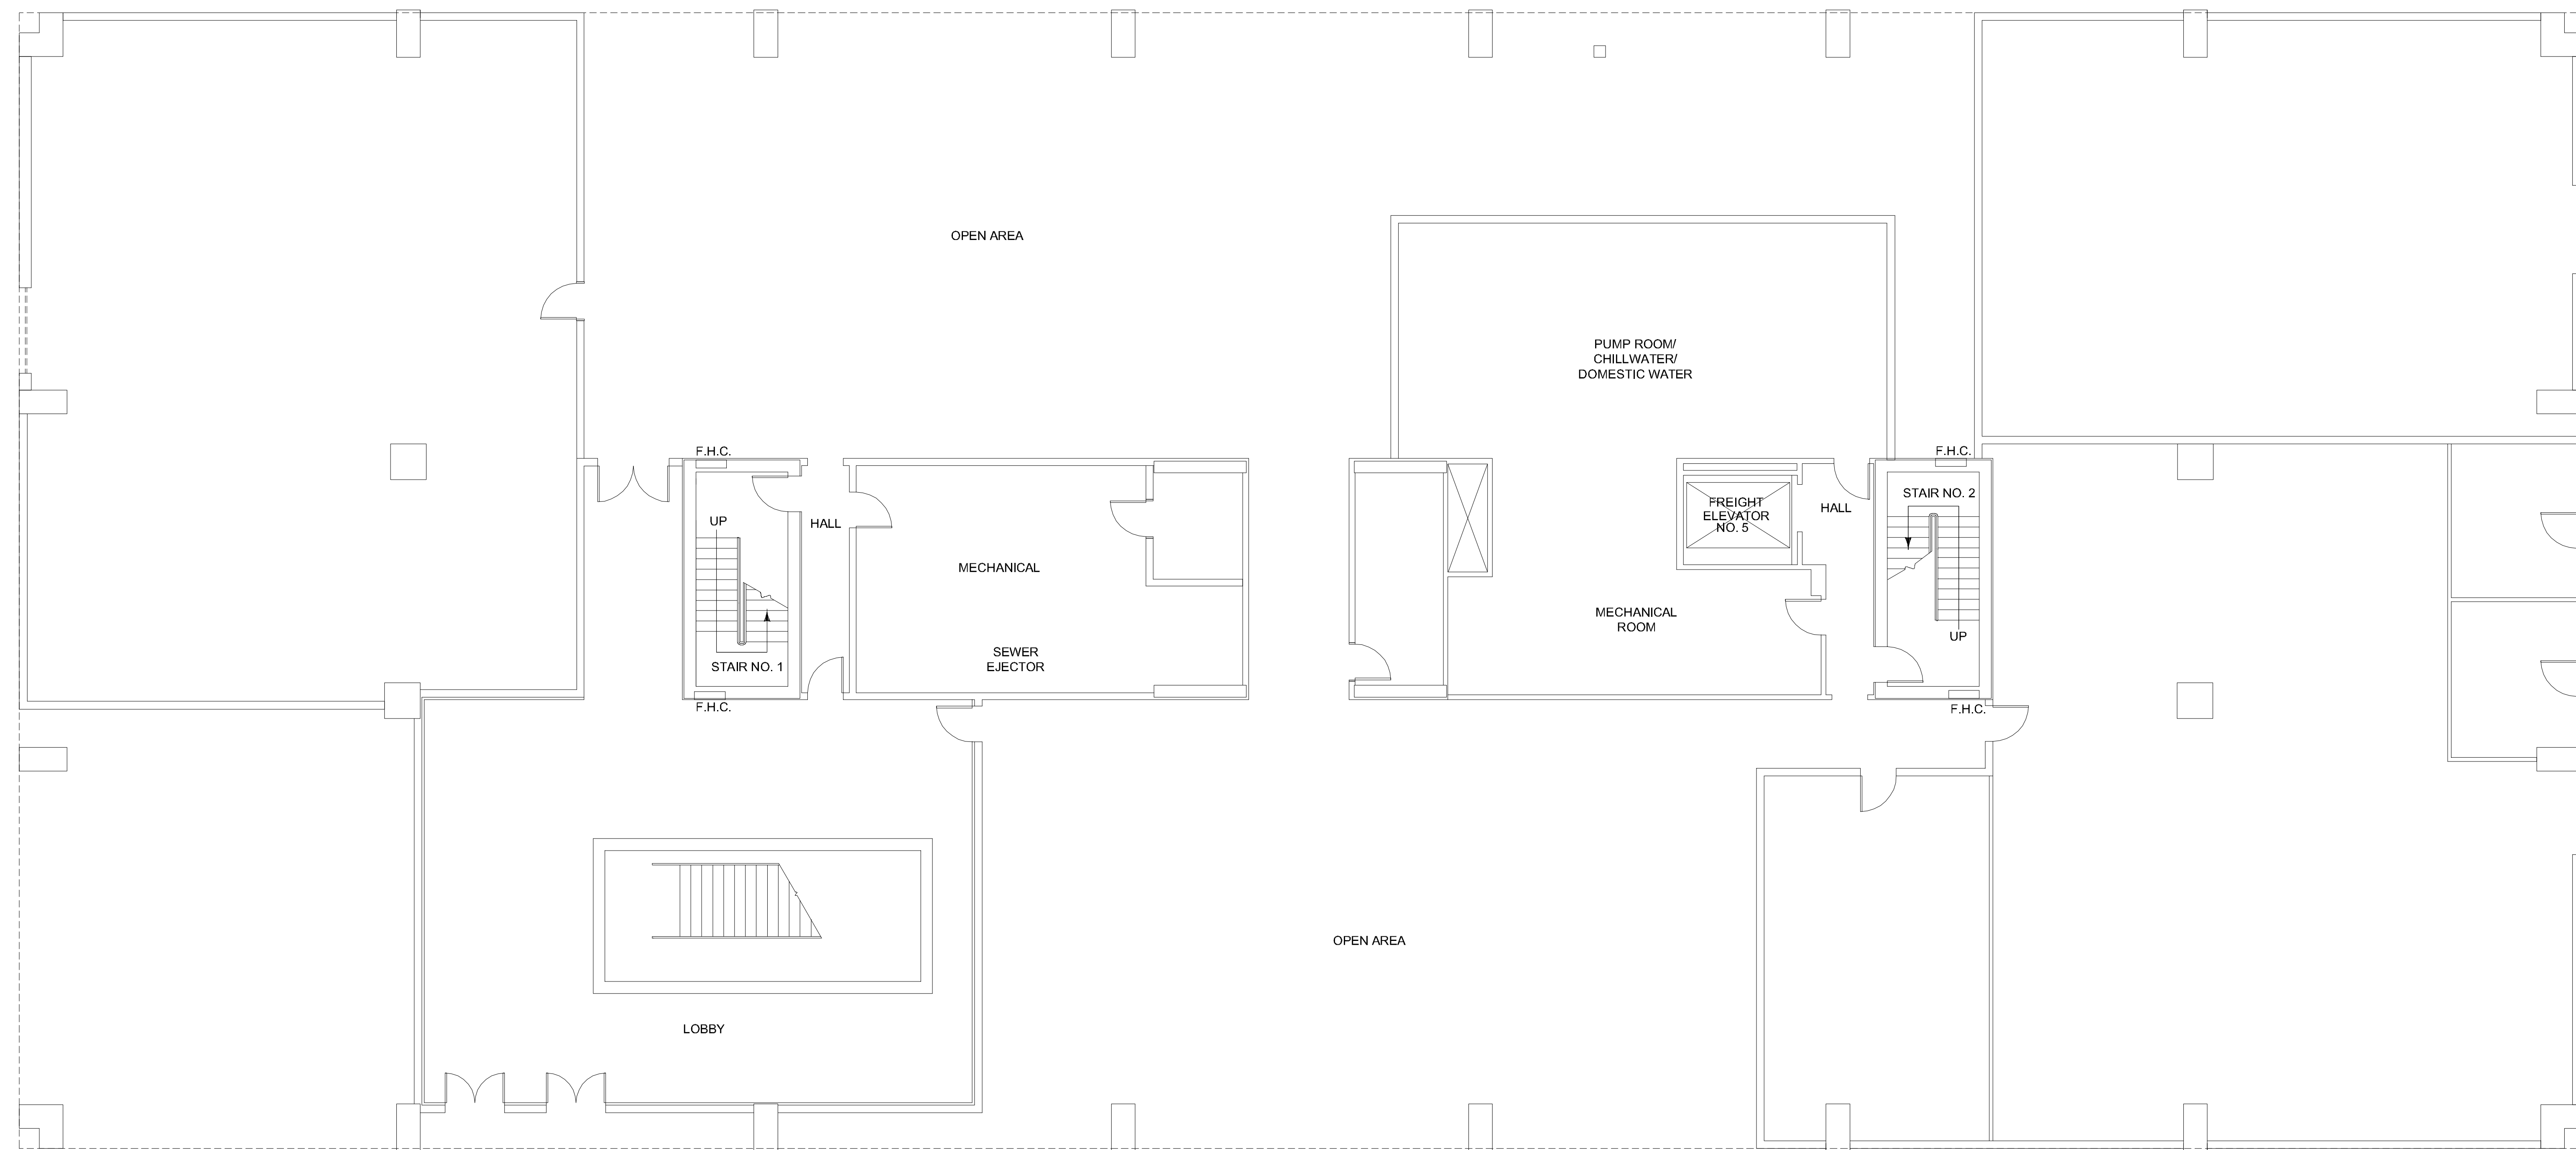 OPEN AREA
PUMP ROOM/
CHILLWATER/
DOMESTIC WATER
F.H.C.
F.H.C.
STAIR NO. 2
FREIGHT
ELEVATOR
NO. 5
HALL
UP
HALL
MECHANICAL
MECHANICAL
ROOM
UP
SEWER
EJECTOR
STAIR NO. 1
F.H.C.
F.H.C.
OPEN AREA
LOBBY